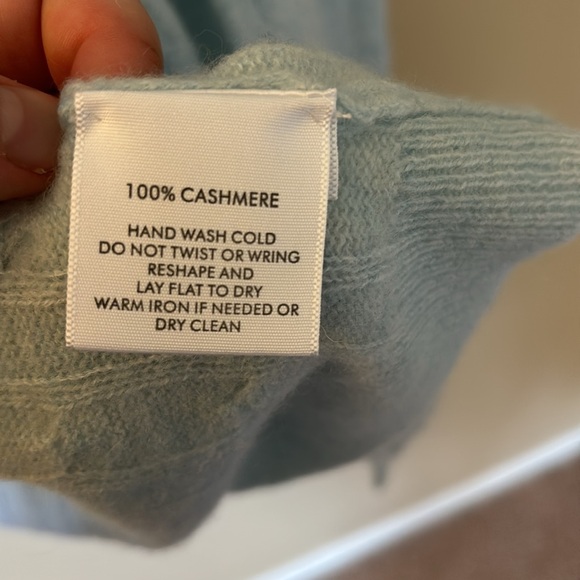 100% CASHMERE
HAND WASH COLD
DO NOT TWIST OR WRING
RESHAPE AND
LAY FLAT TO DRY
WARM IRON IF NEEDED OR
DRY CLEAN